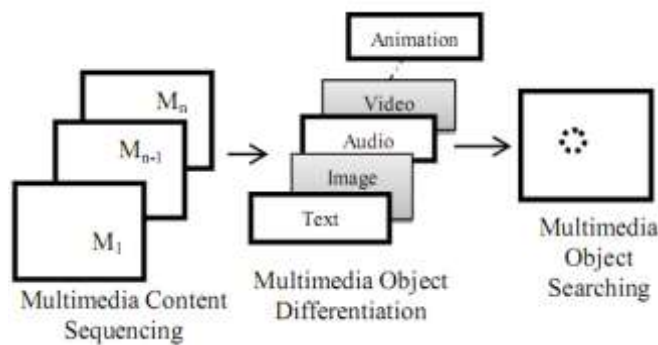 Animation
Video
Audio
Image
Text
Mₙ
Mₙ₋₁
M₁
Multimedia Content
Sequencing
Multimedia Object
Differentiation
Multimedia
Object
Searching